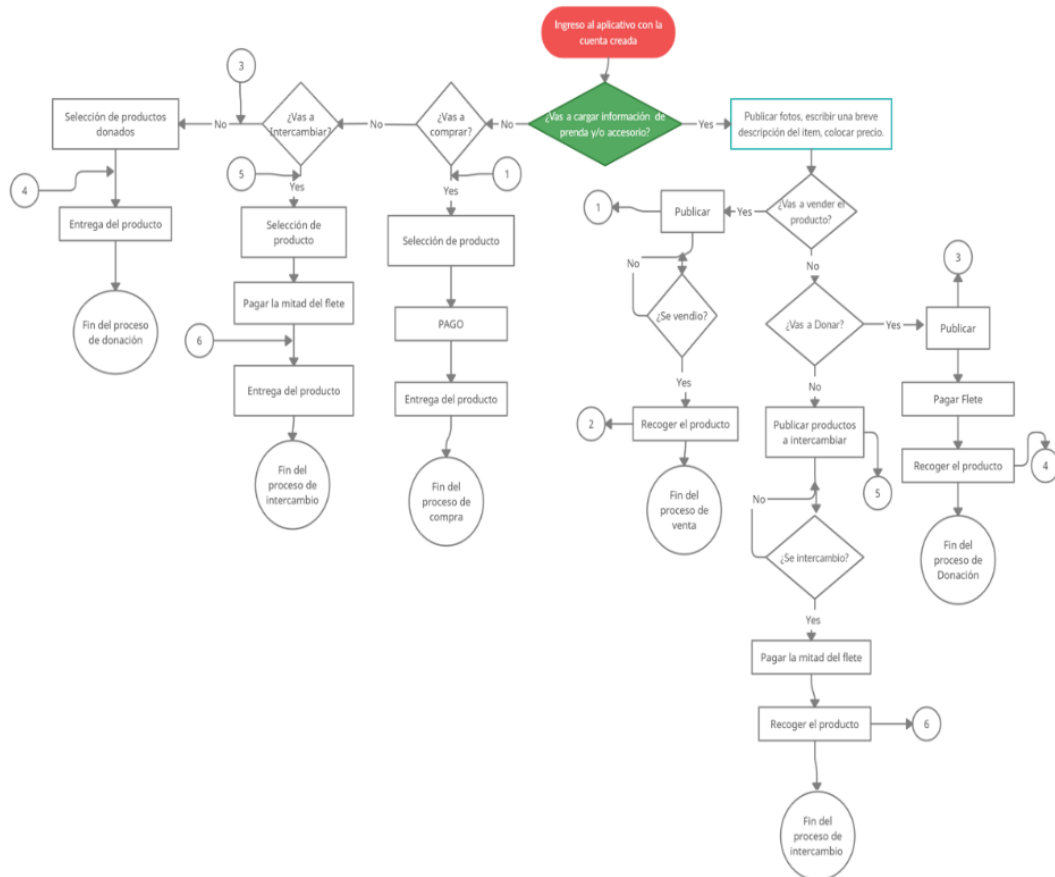 Ingreso al aplicativo con la
cuenta creada
¿Vas a cargar información de
prenda y/o accesorio?
Yes
Publicar fotos, escribir una breve
descripción del item, colocar precio.
No
¿Vas a
comprar?
No
¿Vas a
Intercambiar?
No
3
Selección de productos
donados
4
Entrega del producto
Fin del proceso
de donación
5
Yes
Selección de
producto
Pagar la mitad del flete
6
Entrega del producto
Fin del
proceso de
intercambio
1
Yes
Selección de producto
PAGO
Entrega del producto
Fin del
proceso de
compra
¿Vas a vender el
producto?
Yes
Publicar
1
No
¿Se vendio?
Yes
Recoger el producto
2
Fin del
proceso de
venta
No
¿Vas a Donar?
Yes
Publicar
3
Pagar Flete
Recoger el producto
4
Fin del
proceso de
Donación
No
Publicar productos
a intercambiar
5
No
¿Se intercambio?
Yes
Pagar la mitad del flete
Recoger el producto
6
Fin del
proceso de
intercambio